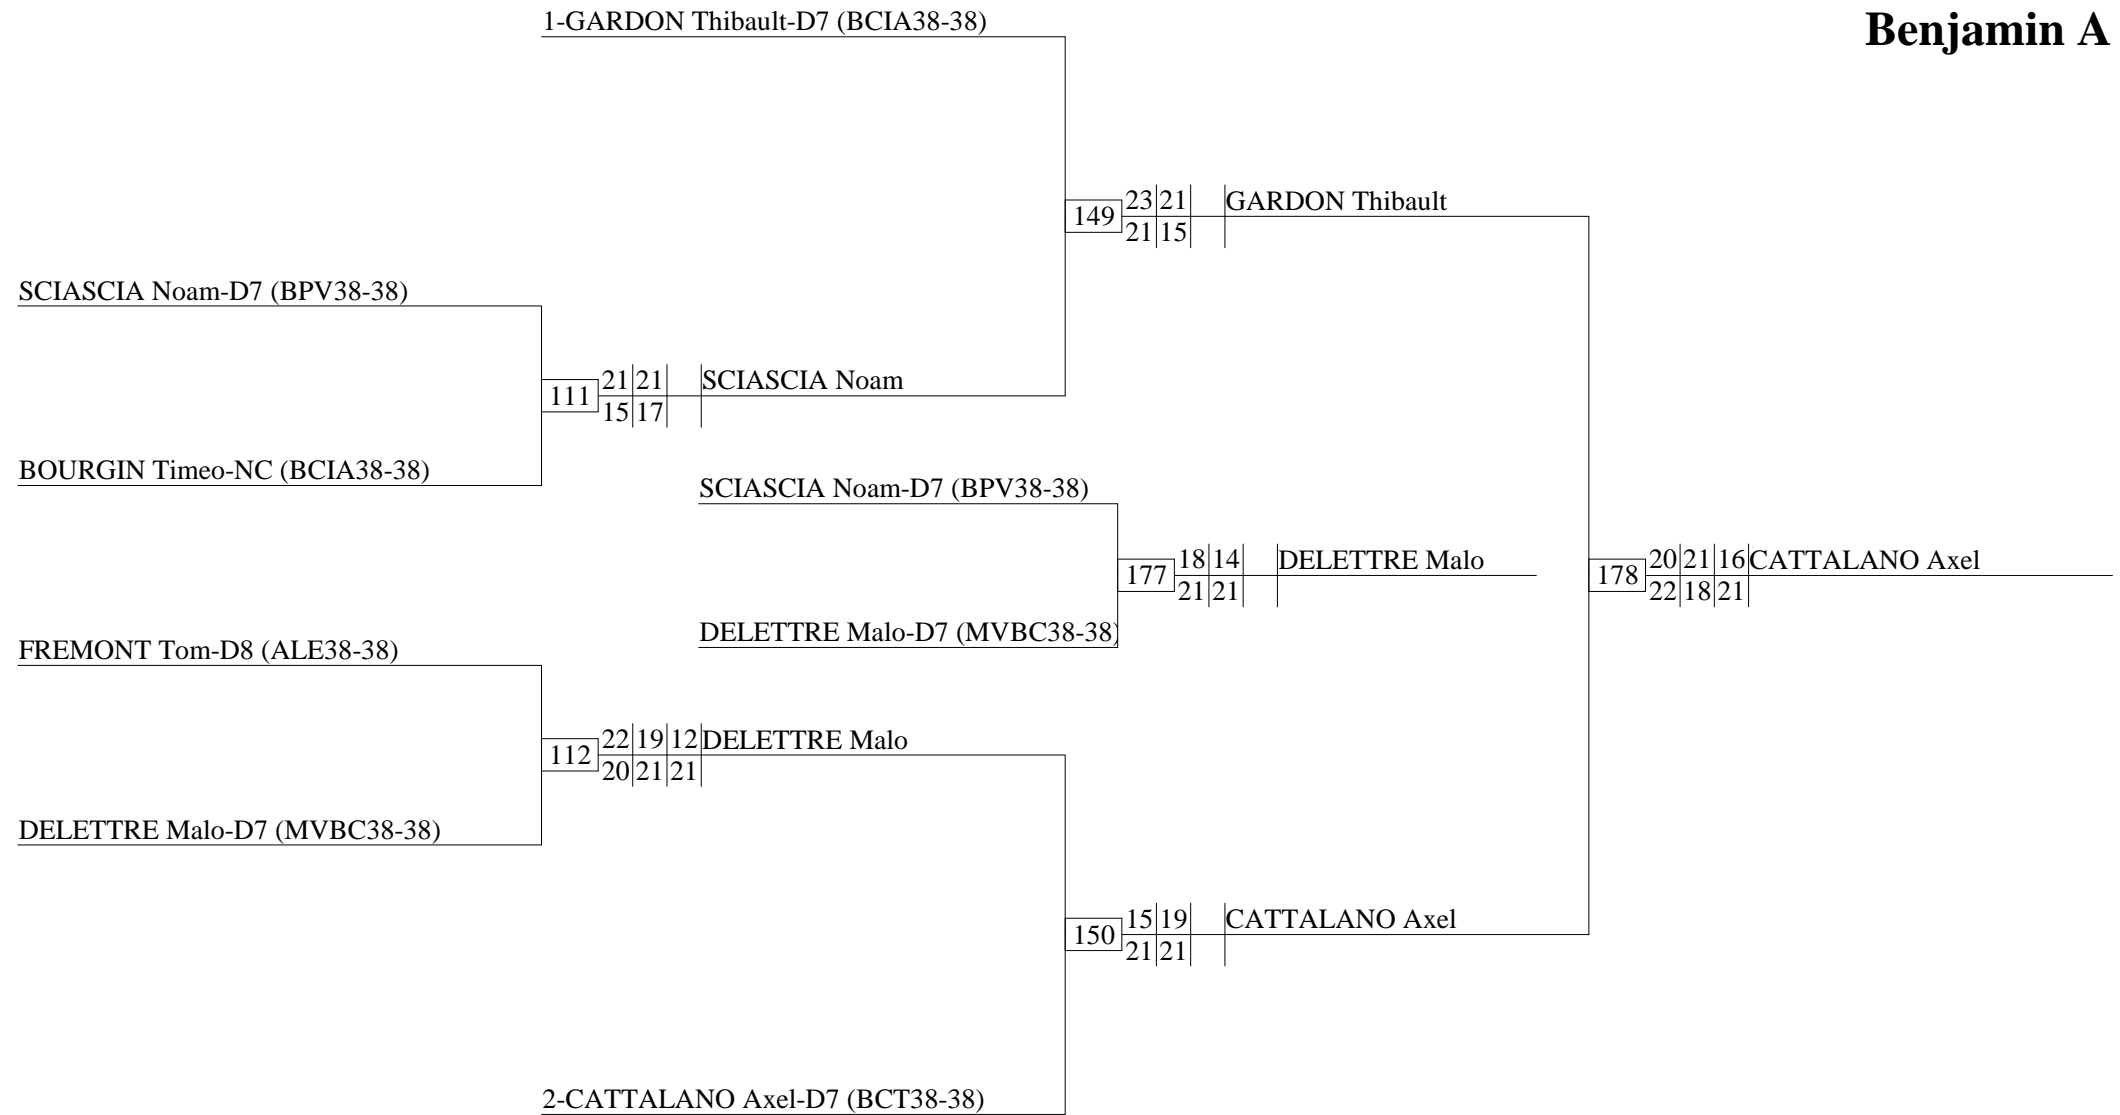 1-GARDON Thibault-D7 (BCIA38-38)
Benjamin A
149 23 21 GARDON Thibault
21 15
SCIASCIA Noam-D7 (BPV38-38)
111 21 21 SCIASCIA Noam
15 17
BOURGIN Timeo-NC (BCIA38-38)
SCIASCIA Noam-D7 (BPV38-38)
177 18 14 DELETTRE Malo
21 21
178 20 21 16 CATTALANO Axel
22 18 21
DELETTRE Malo-D7 (MVBC38-38)
FREMONT Tom-D8 (ALE38-38)
112 22 19 12 DELETTRE Malo
20 21 21
DELETTRE Malo-D7 (MVBC38-38)
150 15 19 CATTALANO Axel
21 21
2-CATTALANO Axel-D7 (BCT38-38)